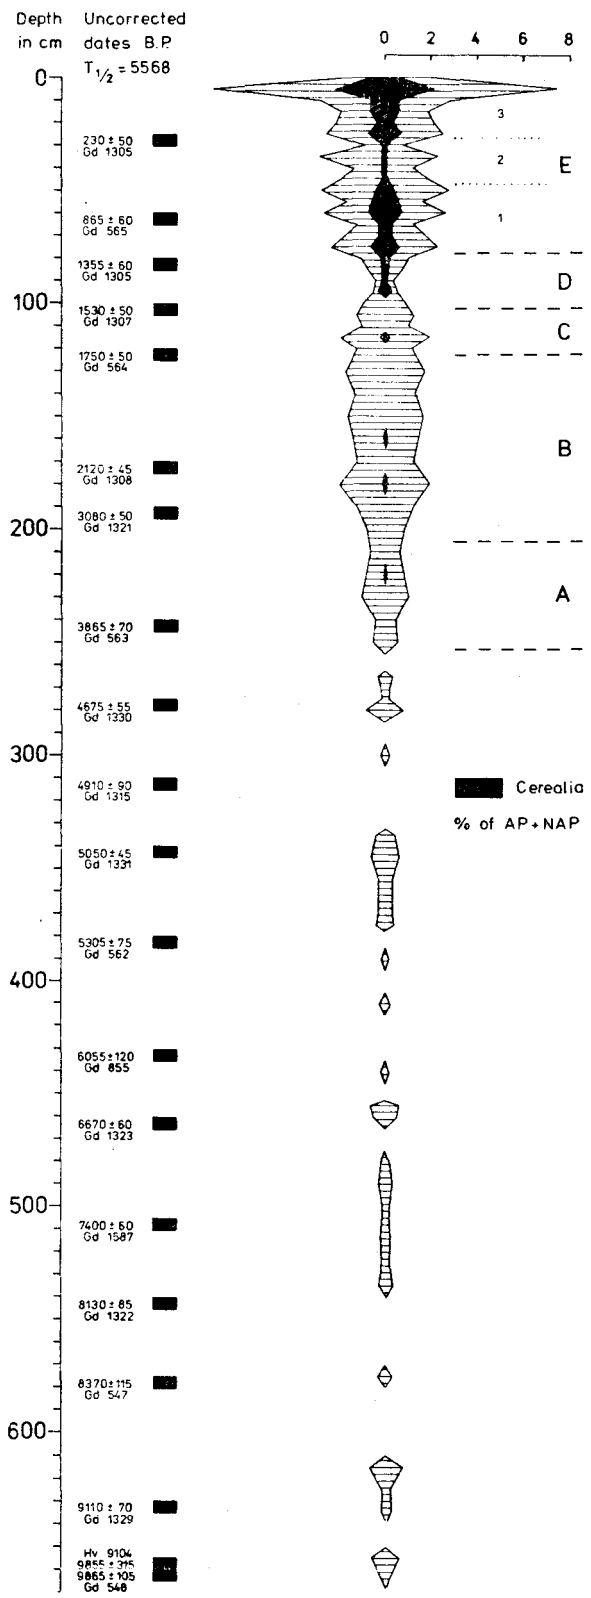 Depth Uncorrected
in cm dates B.P.
T1/2 = 5568
0 2 4 6 8
0
3
230 ± 50
Gd 1305
2
E
865 ± 60
Gd 565
1
1355 ± 60
Gd 1305
D
100
1530 ± 50
Gd 1307
C
1750 ± 50
Gd 564
B
2120 ± 45
Gd 1308
3080 ± 50
Gd 1321
200
A
3865 ± 70
Gd 563
4675 ± 55
Gd 1330
300
4910 ± 90
Gd 1315
Cerealia
% of AP + NAP
5050 ± 45
Gd 1331
5305 ± 75
Gd 562
400
6055 ± 120
Gd 855
6670 ± 60
Gd 1323
500
7400 ± 60
Gd 1587
8130 ± 85
Gd 1322
8370 ± 115
Gd 547
600
9110 ± 70
Gd 1329
Hv 9104
9855 ± 315
9865 ± 105
Gd 548